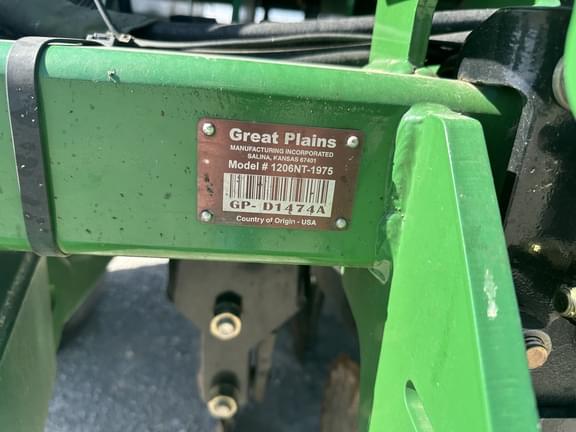 Great Plains
MANUFACTURING INCORPORATED
SALINA, KANSAS 67401
Model # 1206NT-1975
GP- D1474A
Country of Origin - USA